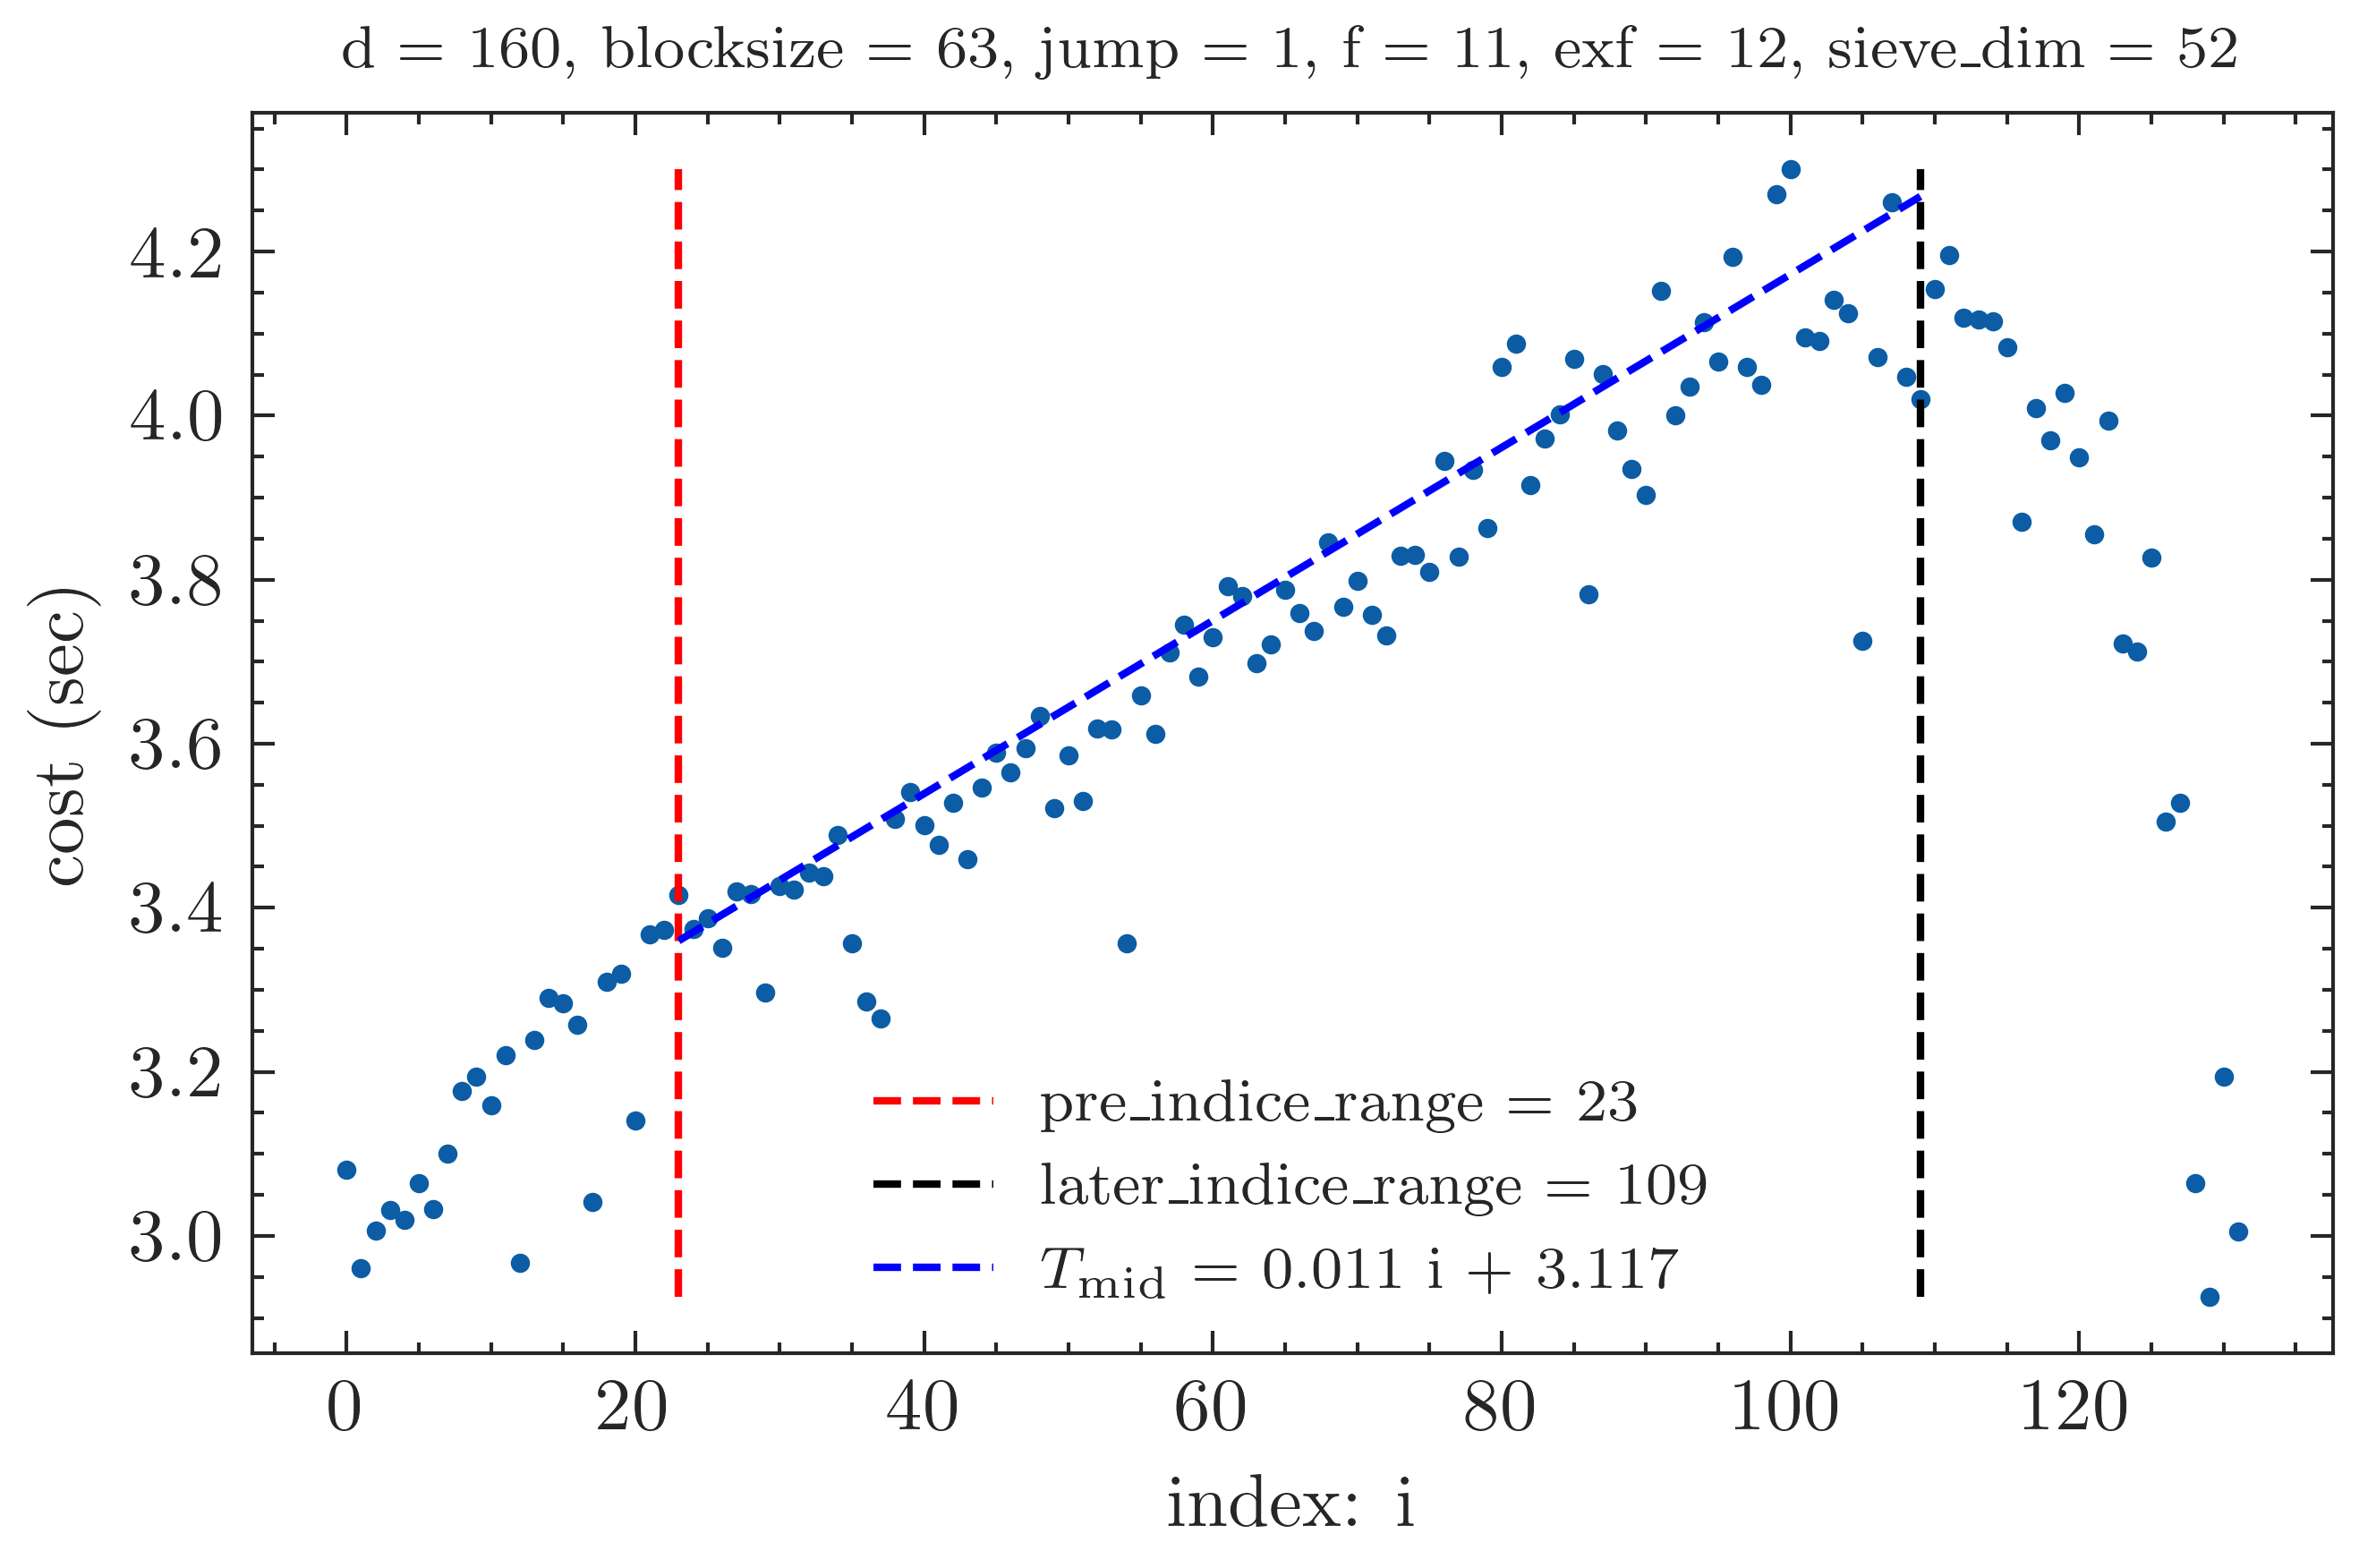 d = 160, blocksize = 63, jump = 1, f = 11, exf = 12, sieve_dim = 52
4.2
4.0
3.8
3.6
3.4
3.2
3.0
cost (sec)
pre_indice_range = 23
later_indice_range = 109
T_mid = 0.011 i + 3.117
0 20 40 60 80 100 120
index: i